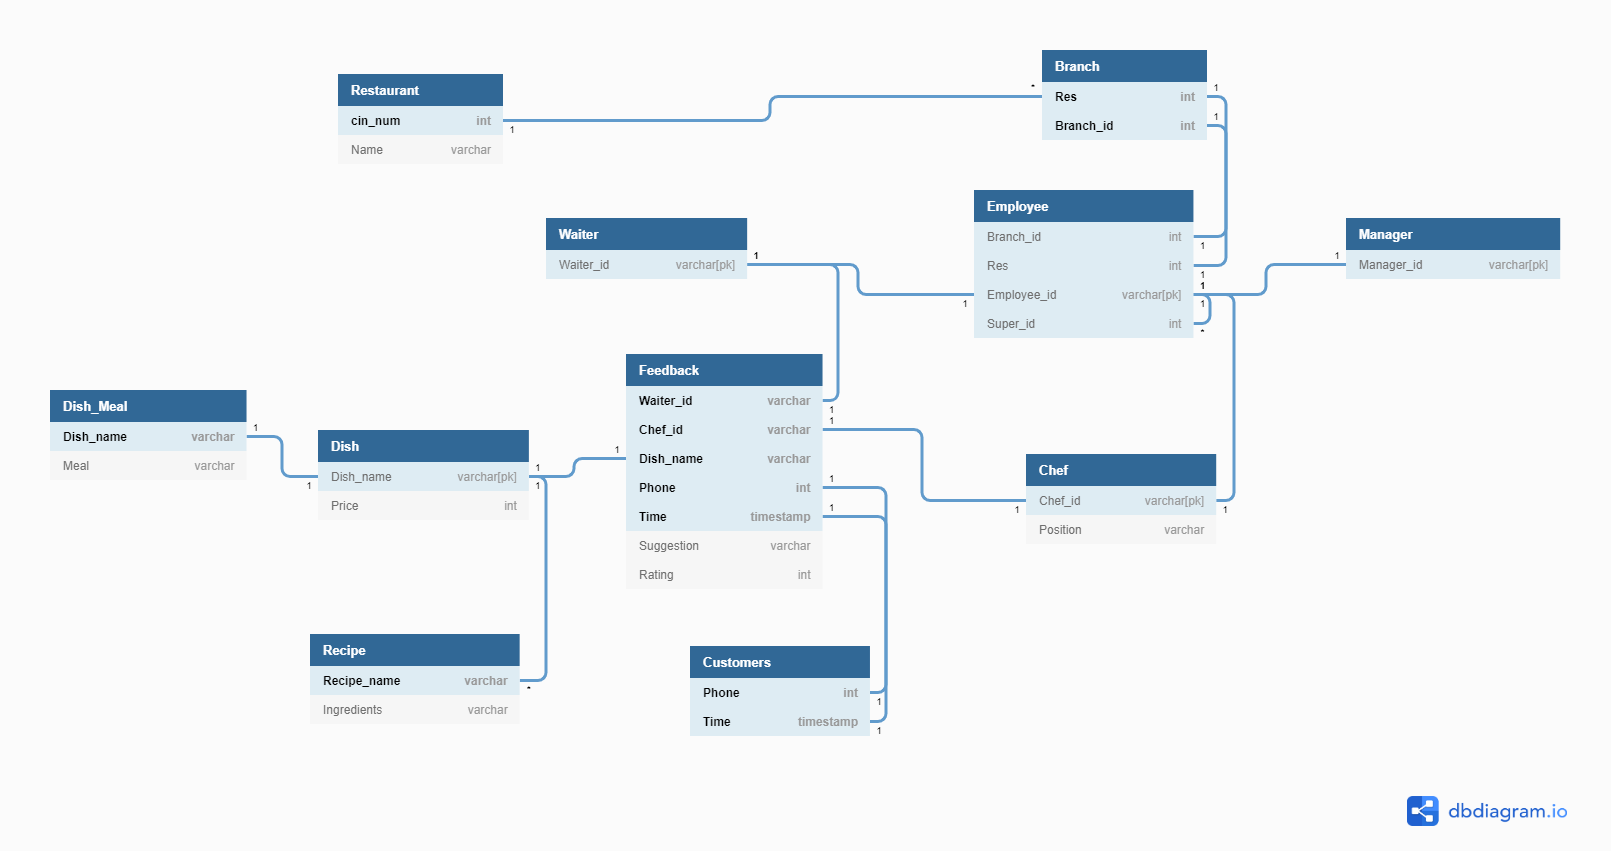 Branch
Res int
Branch_id int
Restaurant
cin_num int
Name varchar
1
*
1
1
Employee
Branch_id int
Res int
Employee_id varchar[pk]
Super_id int
1
1
1
1
*
Waiter
Waiter_id varchar[pk]
1
1
Manager
Manager_id varchar[pk]
1
Feedback
Waiter_id varchar
Chef_id varchar
Dish_name varchar
Phone int
Time timestamp
Suggestion varchar
Rating int
1
1
1
1
1
Dish_Meal
Dish_name varchar
Meal varchar
1
Dish
Dish_name varchar[pk]
Price int
1
1
1
Chef
Chef_id varchar[pk]
Position varchar
1
1
Recipe
Recipe_name varchar
Ingredients varchar
*
Customers
Phone int
Time timestamp
1
1
dbdiagram.io